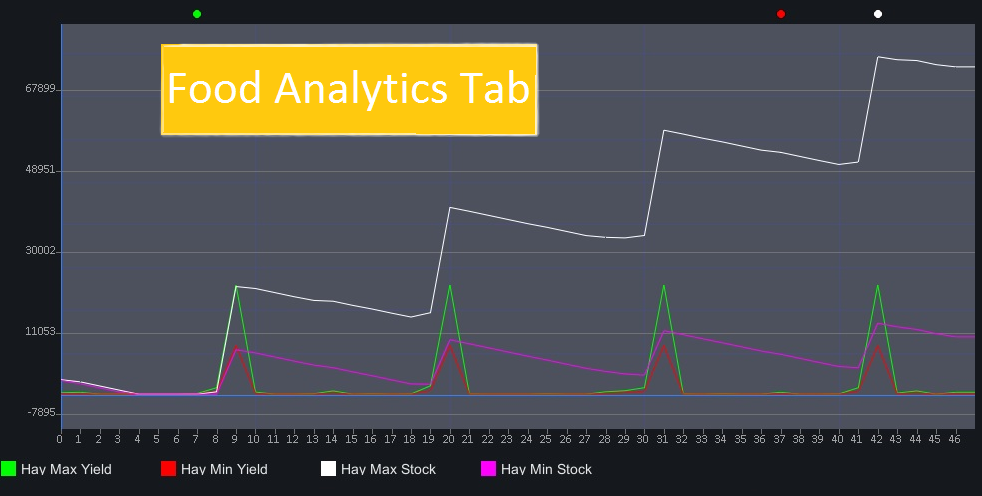 Food Analytics Tab
67899
48951
30002
11053
-7895
0 1 2 3 4 5 6 7 8 9 10 11 12 13 14 15 16 17 18 19 20 21 22 23 24 25 26 27 28 29 30 31 32 33 34 35 36 37 38 39 40 41 42 43 44 45 46
Hay Max Yield Hay Min Yield Hay Max Stock Hay Min Stock